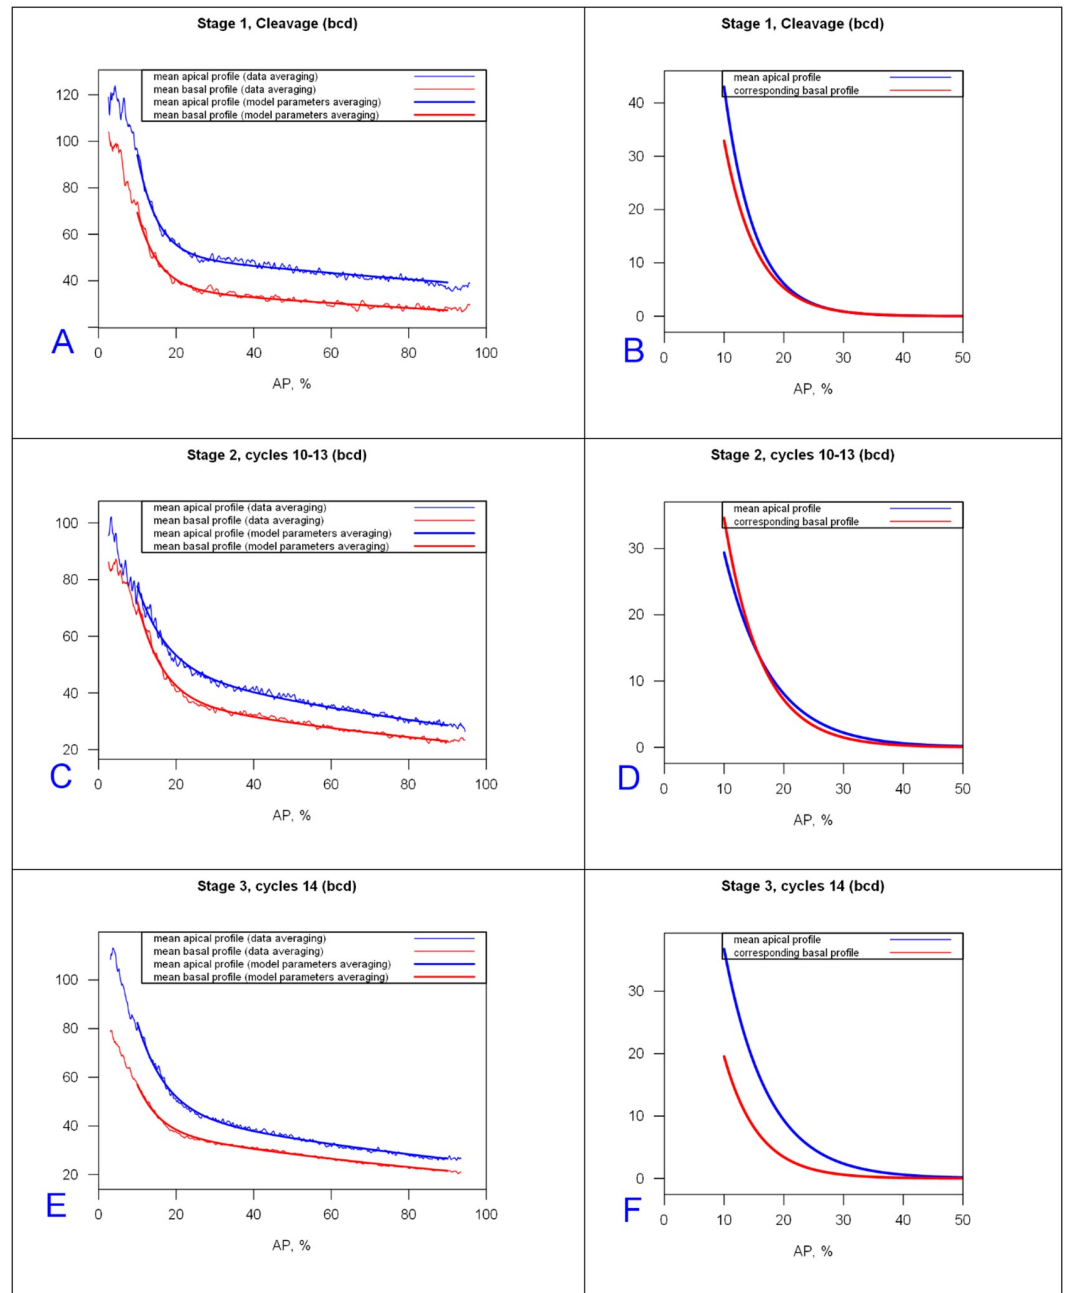 Stage 1, Cleavage (bcd)
mean apical profile (data averaging)
mean basal profile (data averaging)
mean apical profile (model parameters averaging)
mean basal profile (model parameters averaging)
120
100
80
60
40
0 20 40 60 80 100
AP, %
A
Stage 1, Cleavage (bcd)
mean apical profile
corresponding basal profile
40
30
20
10
0
0 10 20 30 40 50
AP, %
B
Stage 2, cycles 10-13 (bcd)
mean apical profile (data averaging)
mean basal profile (data averaging)
mean apical profile (model parameters averaging)
mean basal profile (model parameters averaging)
100
80
60
40
20
0 20 40 60 80 100
AP, %
C
Stage 2, cycles 10-13 (bcd)
mean apical profile
corresponding basal profile
30
20
10
0
0 10 20 30 40 50
AP, %
D
Stage 3, cycles 14 (bcd)
mean apical profile (data averaging)
mean basal profile (data averaging)
mean apical profile (model parameters averaging)
mean basal profile (model parameters averaging)
100
80
60
40
20
0 20 40 60 80 100
AP, %
E
Stage 3, cycles 14 (bcd)
mean apical profile
corresponding basal profile
30
20
10
0
0 10 20 30 40 50
AP, %
F